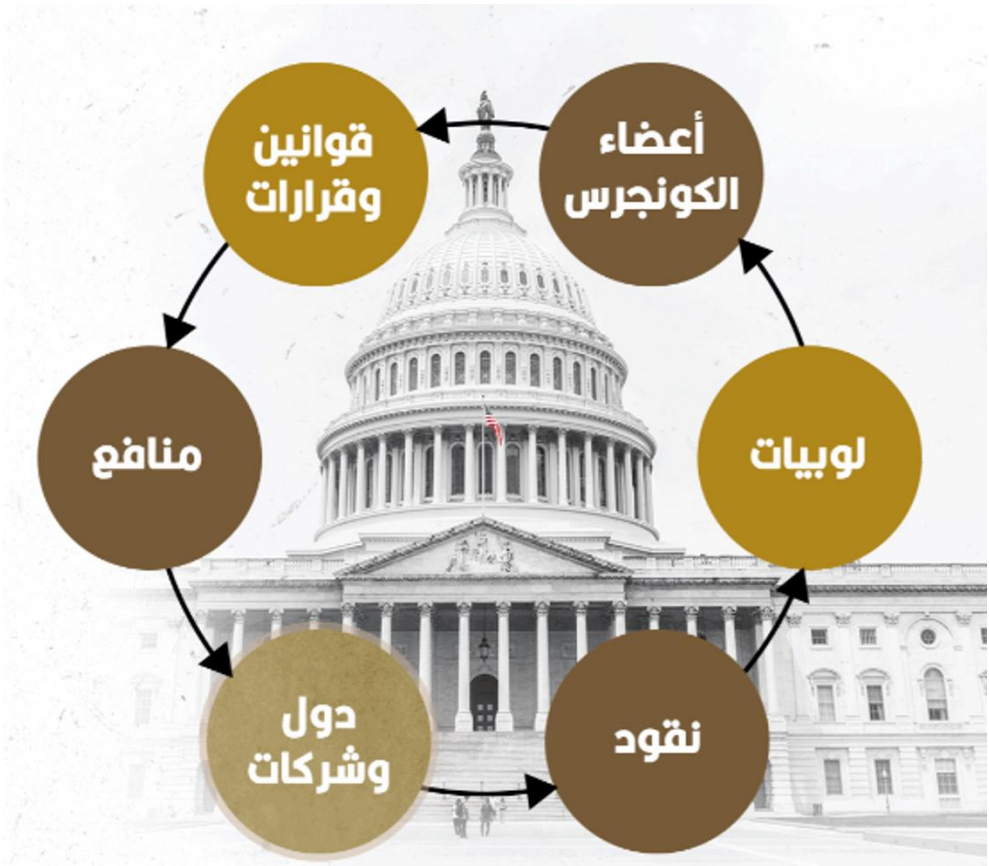 أعضاء
الكونجرس
قوانين
وقرارات
لوبيات
منافع
نقود
دول
وشركات